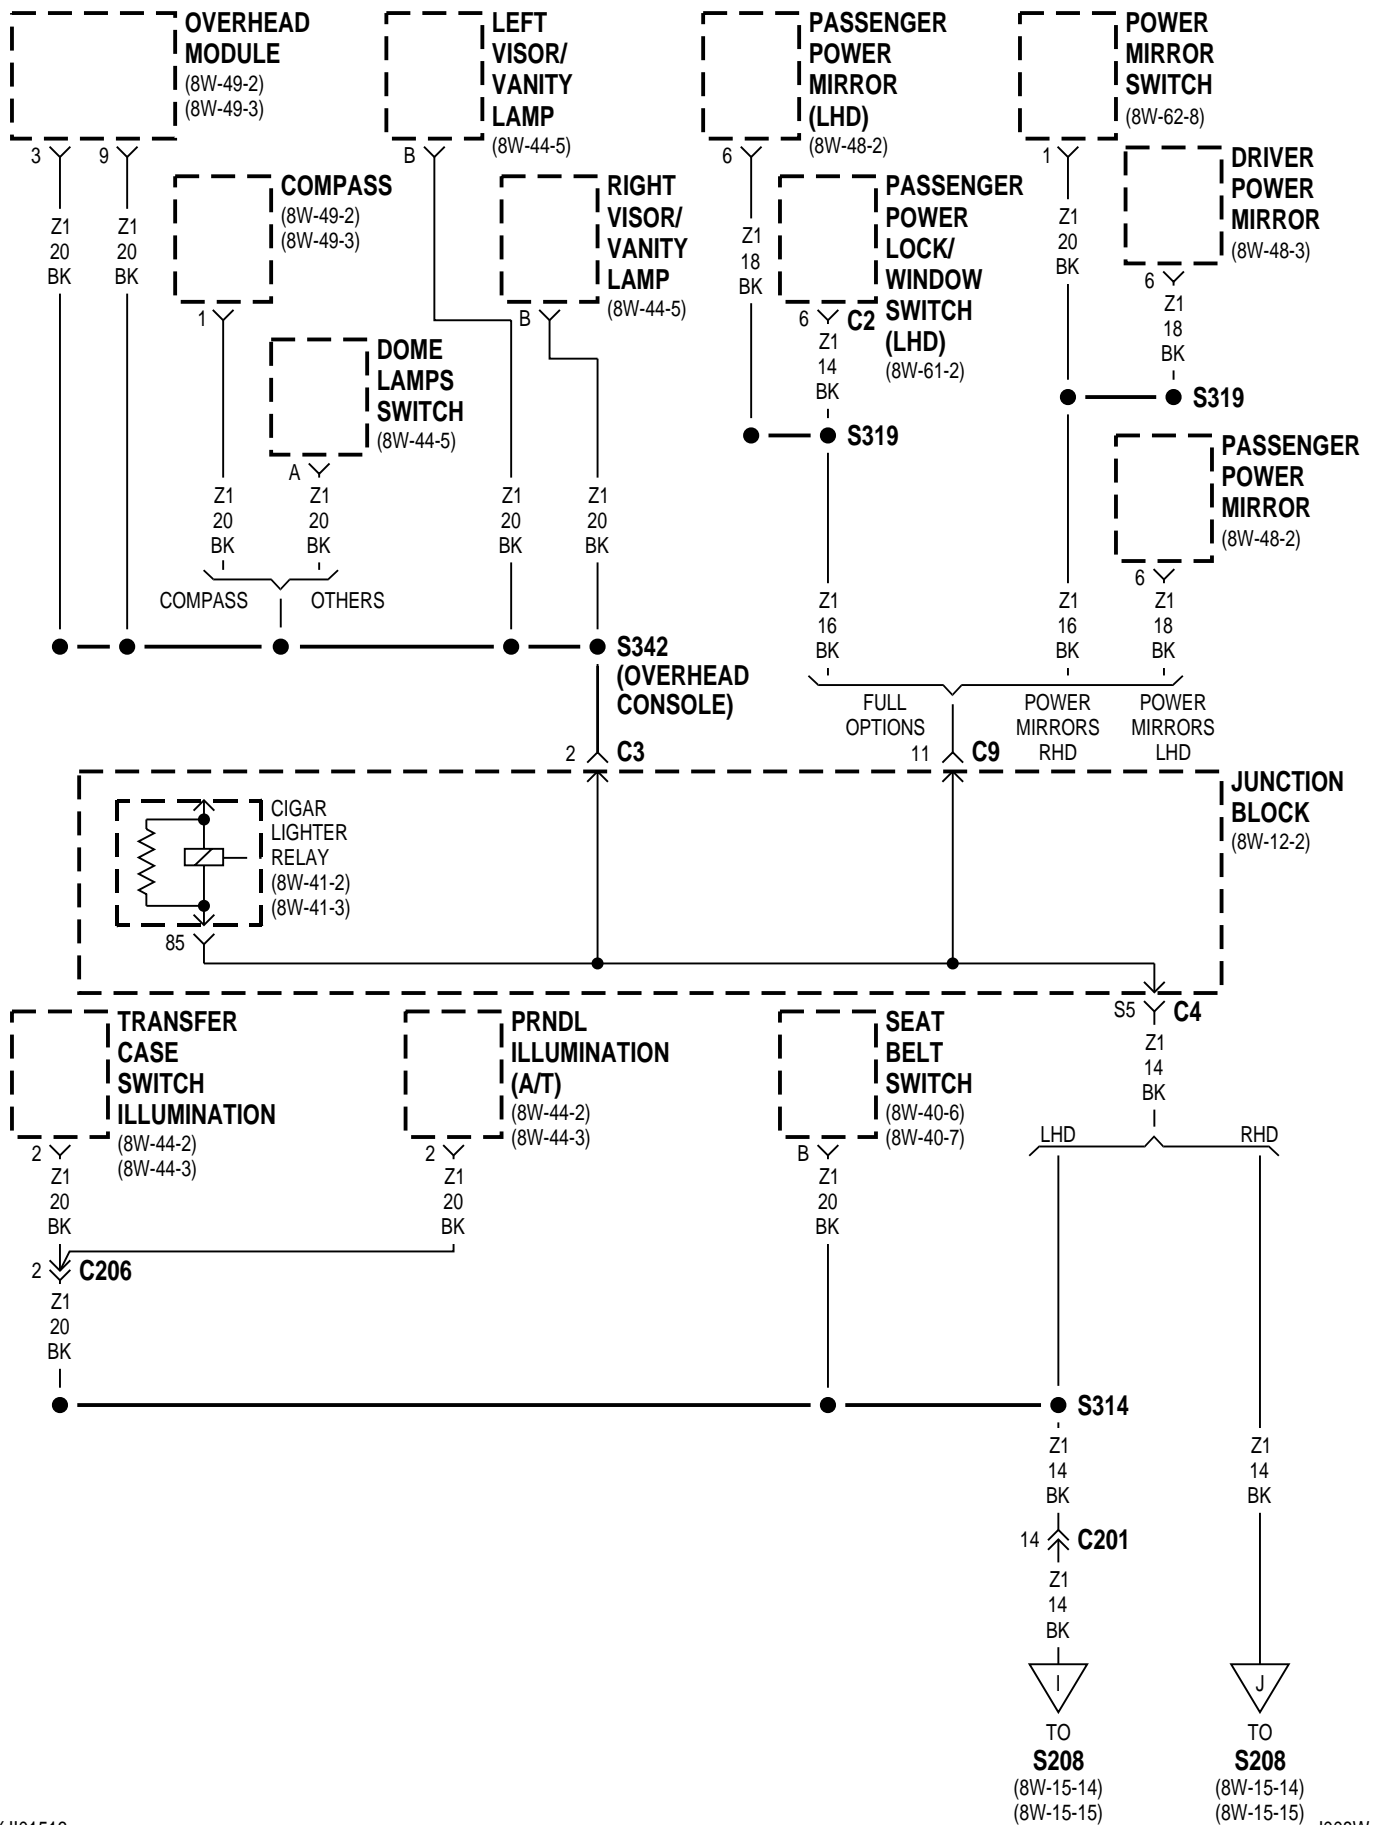 OVERHEAD
MODULE
(8W-49-2)
(8W-49-3)
3
9
Z1
20
BK
Z1
20
BK
LEFT
VISOR/
VANITY
LAMP
(8W-44-5)
B
PASSENGER
POWER
MIRROR
(LHD)
(8W-48-2)
6
Z1
18
BK
POWER
MIRROR
SWITCH
(8W-62-8)
1
Z1
20
BK
COMPASS
(8W-49-2)
(8W-49-3)
1
RIGHT
VISOR/
VANITY
LAMP
(8W-44-5)
B
PASSENGER
POWER
LOCK/
WINDOW
SWITCH
(LHD)
(8W-61-2)
6
C2
Z1
14
BK
DRIVER
POWER
MIRROR
(8W-48-3)
6
Z1
18
BK
S319
DOME
LAMPS
SWITCH
(8W-44-5)
A
S319
PASSENGER
POWER
MIRROR
(8W-48-2)
6
Z1
20
BK
Z1
20
BK
Z1
20
BK
Z1
20
BK
COMPASS
OTHERS
Z1
16
BK
Z1
16
BK
Z1
18
BK
S342
(OVERHEAD
CONSOLE)
FULL
OPTIONS
POWER
MIRRORS
RHD
POWER
MIRRORS
LHD
2
C3
11
C9
JUNCTION
BLOCK
(8W-12-2)
CIGAR
LIGHTER
RELAY
(8W-41-2)
(8W-41-3)
85
S5
C4
Z1
14
BK
LHD
RHD
TRANSFER
CASE
SWITCH
ILLUMINATION
(8W-44-2)
(8W-44-3)
2
Z1
20
BK
PRNDL
ILLUMINATION
(A/T)
(8W-44-2)
(8W-44-3)
2
Z1
20
BK
SEAT
BELT
SWITCH
(8W-40-6)
(8W-40-7)
B
Z1
20
BK
2
C206
Z1
20
BK
S314
Z1
14
BK
Z1
14
BK
14
C201
Z1
14
BK
I
J
TO
S208
(8W-15-14)
(8W-15-15)
TO
S208
(8W-15-14)
(8W-15-15)